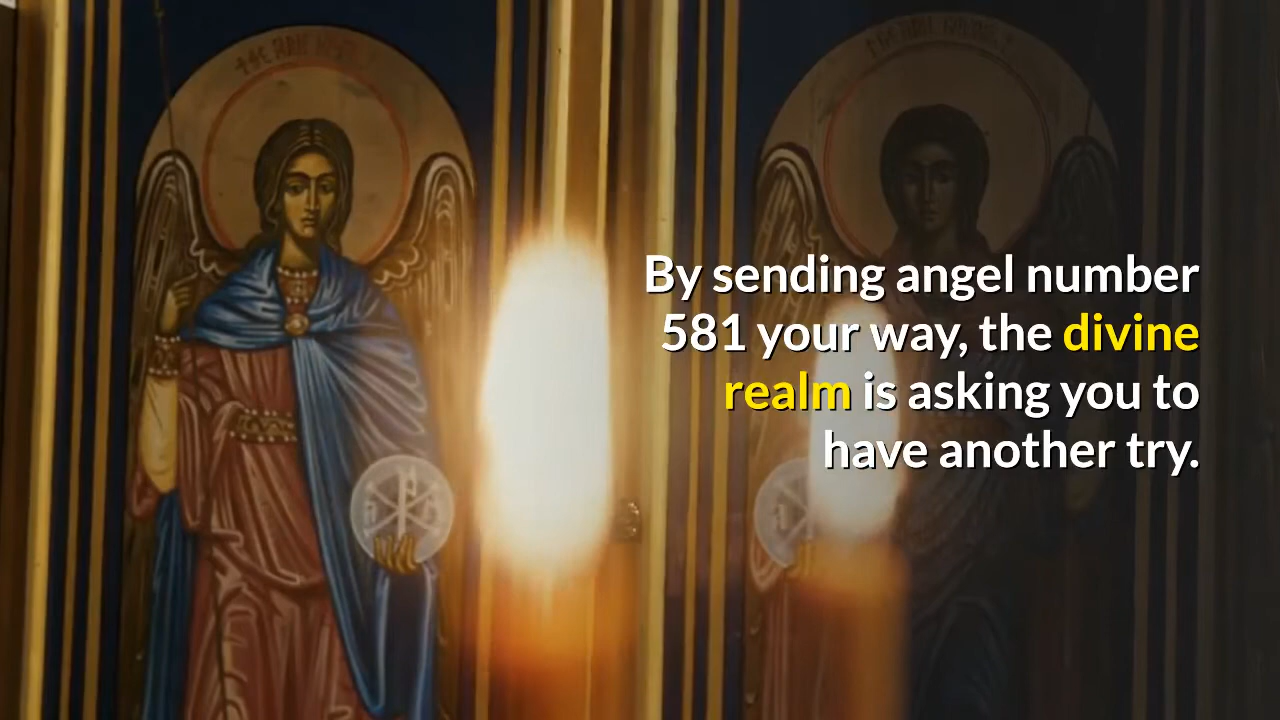 By sending angel number
581 your way, the divine
realm is asking you to
have another try.